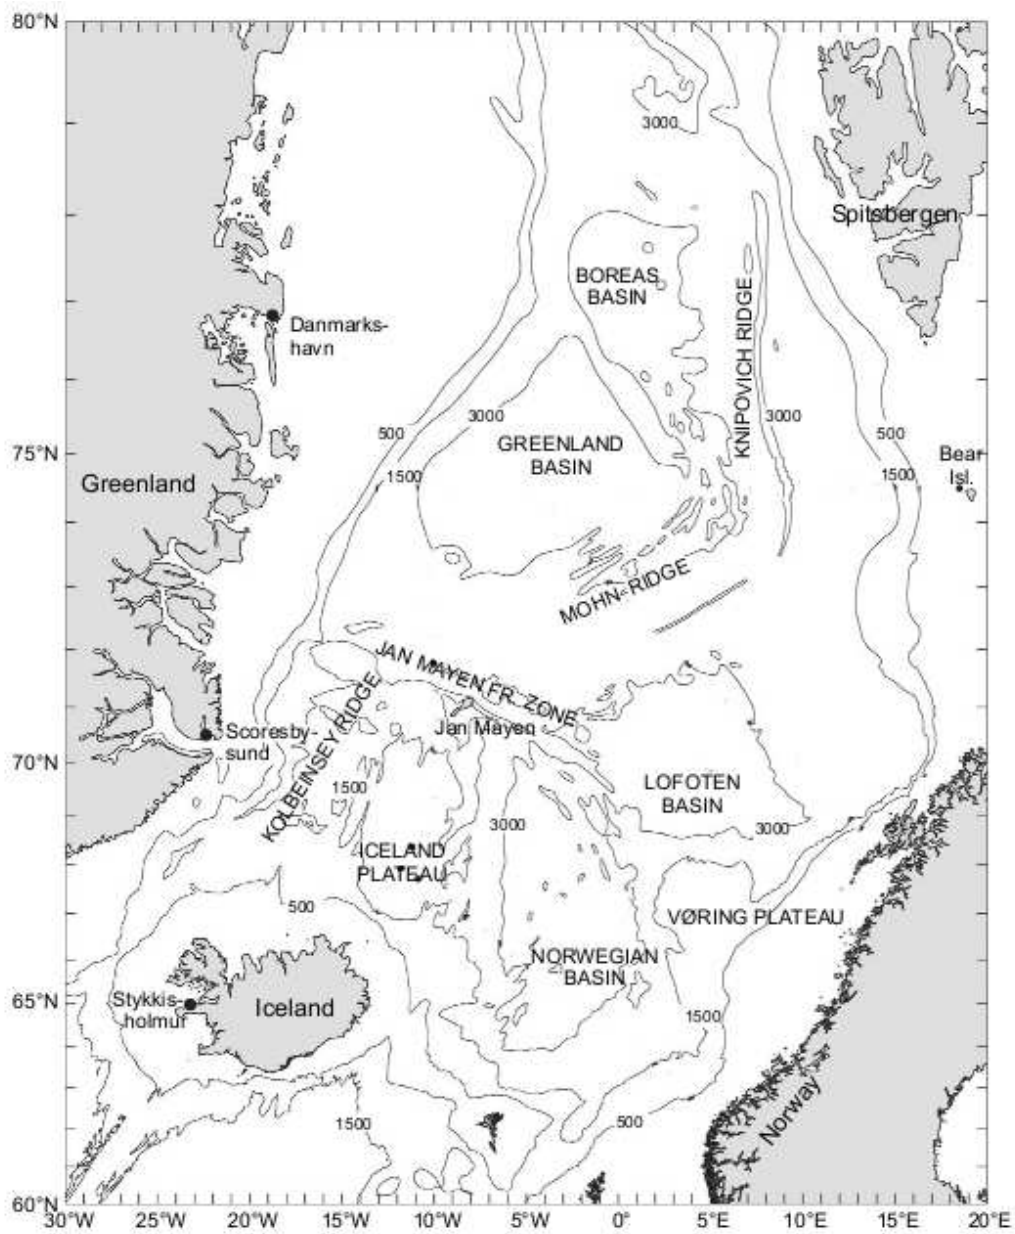 80°N
3000
Spitsbergen
BOREAS
BASIN
KNIPOVICH RIDGE
Danmarks-
havn
3000
3000
500
500
GREENLAND
BASIN
75°N
Bear
Isl.
1500
1500
Greenland
MOHN-RIDGE
JAN MAYEN FR. ZONE
KOLBEINSEY RIDGE
Jan Mayen
Scoresby-
sund
70°N
1500
LOFOTEN
BASIN
3000
3000
ICELAND
PLATEAU
500
VØRING PLATEAU
NORWEGIAN
BASIN
65°N
Stykkis-
holmur
Iceland
1500
Norway
1500
500
60°N
30°W
25°W
20°W
15°W
10°W
5°W
0°
5°E
10°E
15°E
20°E